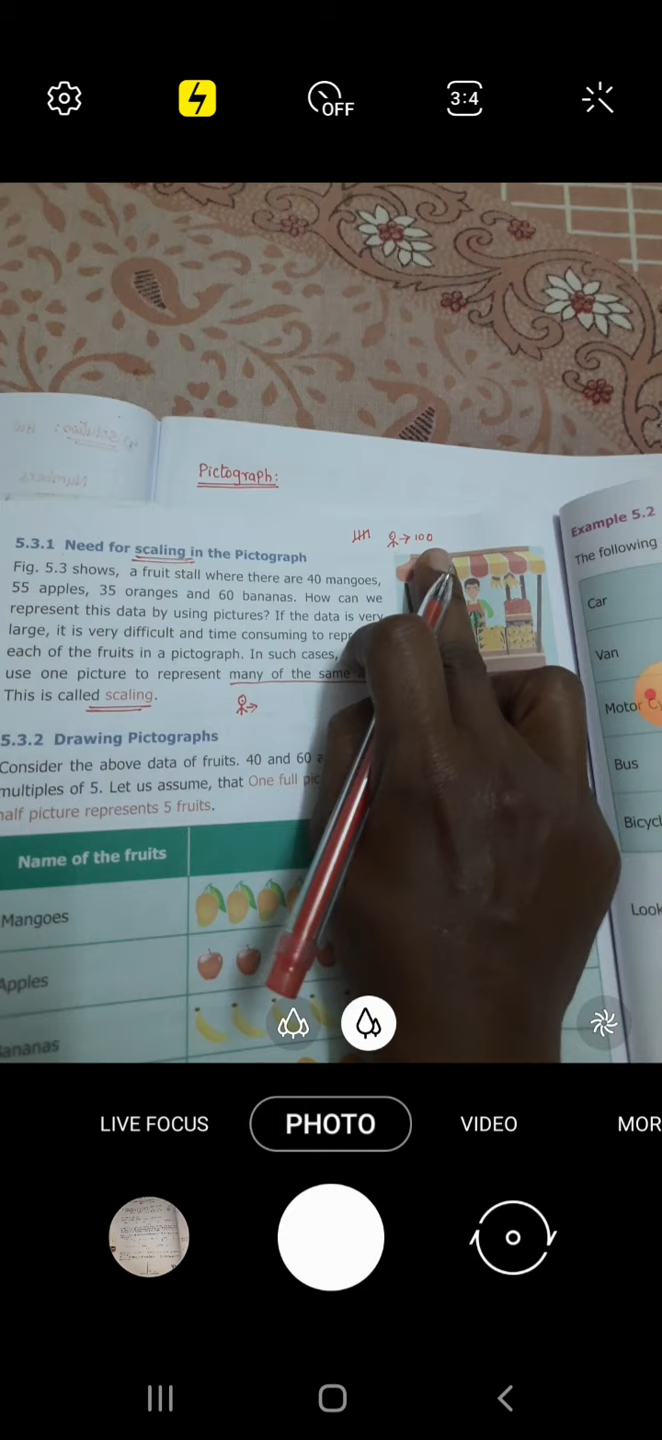 OFF
3:4
Pictograph:
100
5.3.1 Need for scaling in the Pictograph
Fig. 5.3 shows, a fruit stall where there are 40 mangoes,
55 apples, 35 oranges and 60 bananas. How can we
represent this data by using pictures? If the data is very
large, it is very difficult and time consuming to
each of the fruits in a pictograph. In such cases,
use one picture to represent many of the same
This is called scaling.
5.3.2 Drawing Pictographs
Consider the above data of fruits. 40 and 60
multiples of 5. Let us assume, that One full
half picture represents 5 fruits.
Name of the fruits
Mangoes
Apples
Bananas
Example 5.2
The following
Car
Van
Motor
Bus
Look
LIVE FOCUS
PHOTO
VIDEO